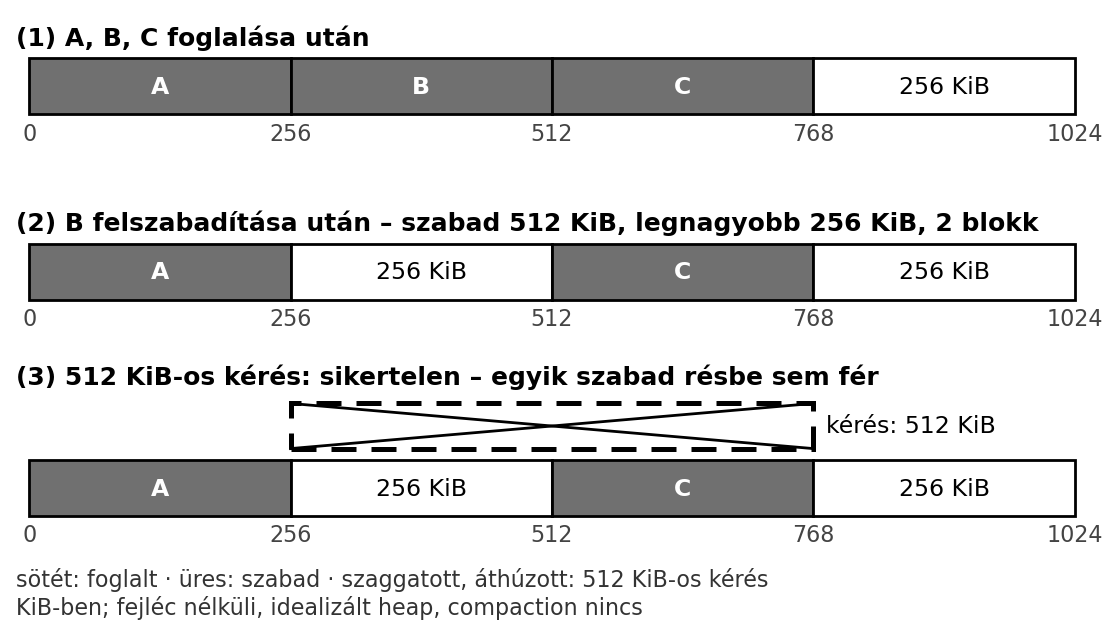 (1) A, B, C foglalása után
A B C 256 KiB
0 256 512 768 1024
(2) B felszabadítása után – szabad 512 KiB, legnagyobb 256 KiB, 2 blokk
A 256 KiB C 256 KiB
0 256 512 768 1024
(3) 512 KiB-os kérés: sikertelen – egyik szabad résbe sem fér
kérés: 512 KiB
A 256 KiB C 256 KiB
0 256 512 768 1024
sötét: foglalt · üres: szabad · szaggatott, áthúzott: 512 KiB-os kérés
KiB-ben; fejléc nélküli, idealizált heap, compaction nincs